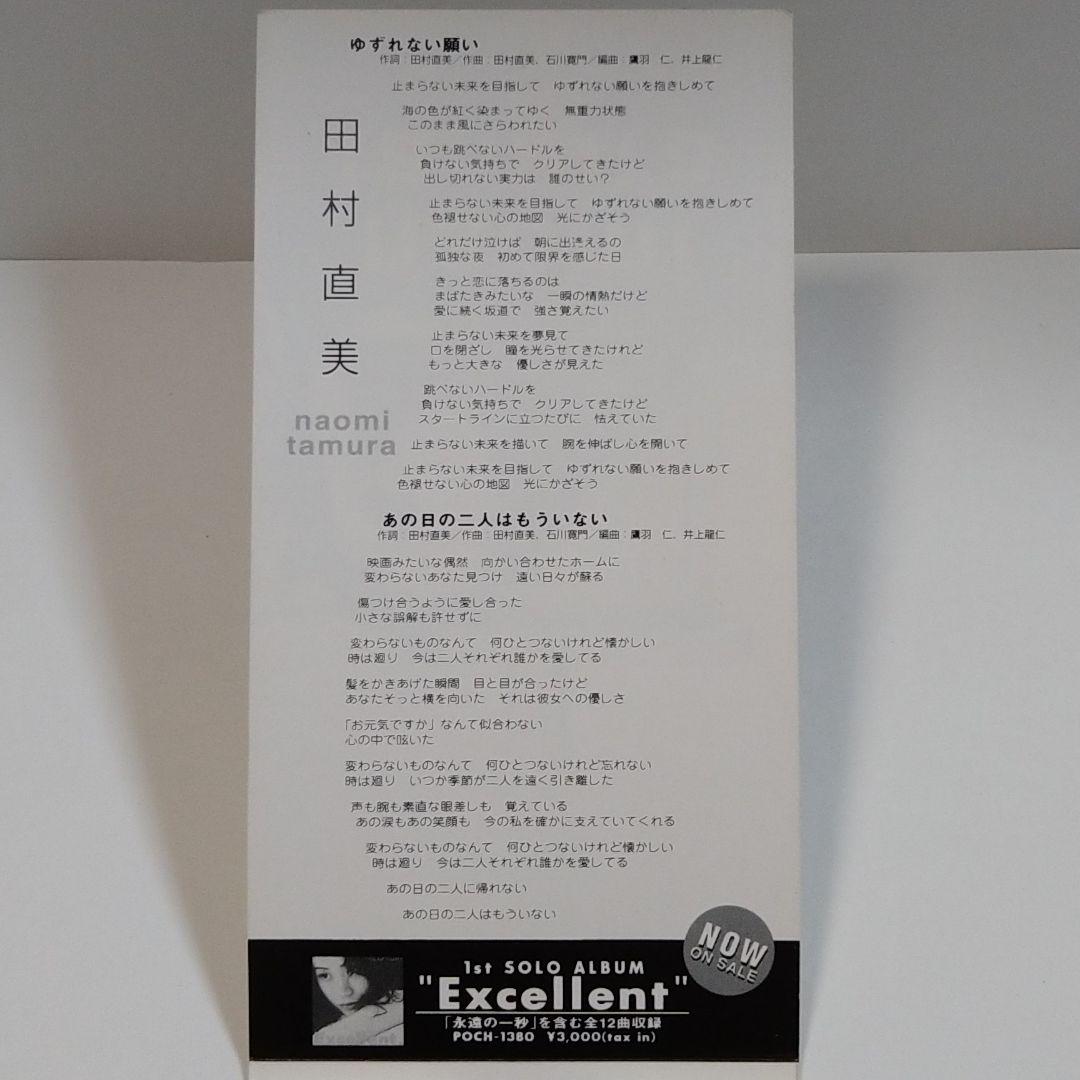 ゆずれない願い
作詞：田村直美／作曲：田村直美、石川寛門／編曲：鷹羽　仁、井上龍仁
田村直美
naomi
tamura
止まらない未来を目指して　ゆずれない願いを抱きしめて
海の色が紅く染まってゆく　無重力状態
このまま風にさらわれたい
いつも跳べないハードルを
負けない気持ちで　クリアしてきたけど
出し切れない実力は　誰のせい？
止まらない未来を目指して　ゆずれない願いを抱きしめて
色褪せない心の地図　光にかざそう
どれだけ泣けば　朝に出逢えるの
孤独な夜　初めて限界を感じた日
きっと恋に落ちるのは
まばたきみたいな　一瞬の情熱だけど
愛に続く坂道で　強さ覚えたい
止まらない未来を夢見て
口を閉ざし　瞳を光らせてきたけれど
もっと大きな　優しさが見えた
跳べないハードルを
負けない気持ちで　クリアしてきたけど
スタートラインに立つたびに　怯えていた
止まらない未来を描いて　腕を伸ばし心を開いて
止まらない未来を目指して　ゆずれない願いを抱きしめて
色褪せない心の地図　光にかざそう
あの日の二人はもういない
作詞：田村直美／作曲：田村直美、石川寛門／編曲：鷹羽　仁、井上龍仁
映画みたいな偶然　向かい合わせたホームに
変わらないあなた見つけ　遠い日々が蘇る
傷つけ合うように愛し合った
小さな誤解も許せずに
変わらないものなんて　何ひとつないけれど懐かしい
時は廻り　今は二人それぞれ誰かを愛してる
髪をかきあげた瞬間　目と目が合ったけど
あなたそっと横を向いた　それは彼女への優しさ
「お元気ですか」なんて似合わない
心の中で呟いた
変わらないものなんて　何ひとつないけれど忘れない
時は廻り　いつか季節が二人を遠く引き離した
声も腕も素直な眼差しも　覚えている
あの涙もあの笑顔も　今の私を確かに支えていてくれる
変わらないものなんて　何ひとつないけれど懐かしい
時は廻り　今は二人それぞれ誰かを愛してる
あの日の二人に帰れない
あの日の二人はもういない
NOW
ON SALE
1st SOLO ALBUM
"Excellent"
「永遠の一秒」を含む全12曲収録
POCH-1380　¥3,000(tax in)
excellent